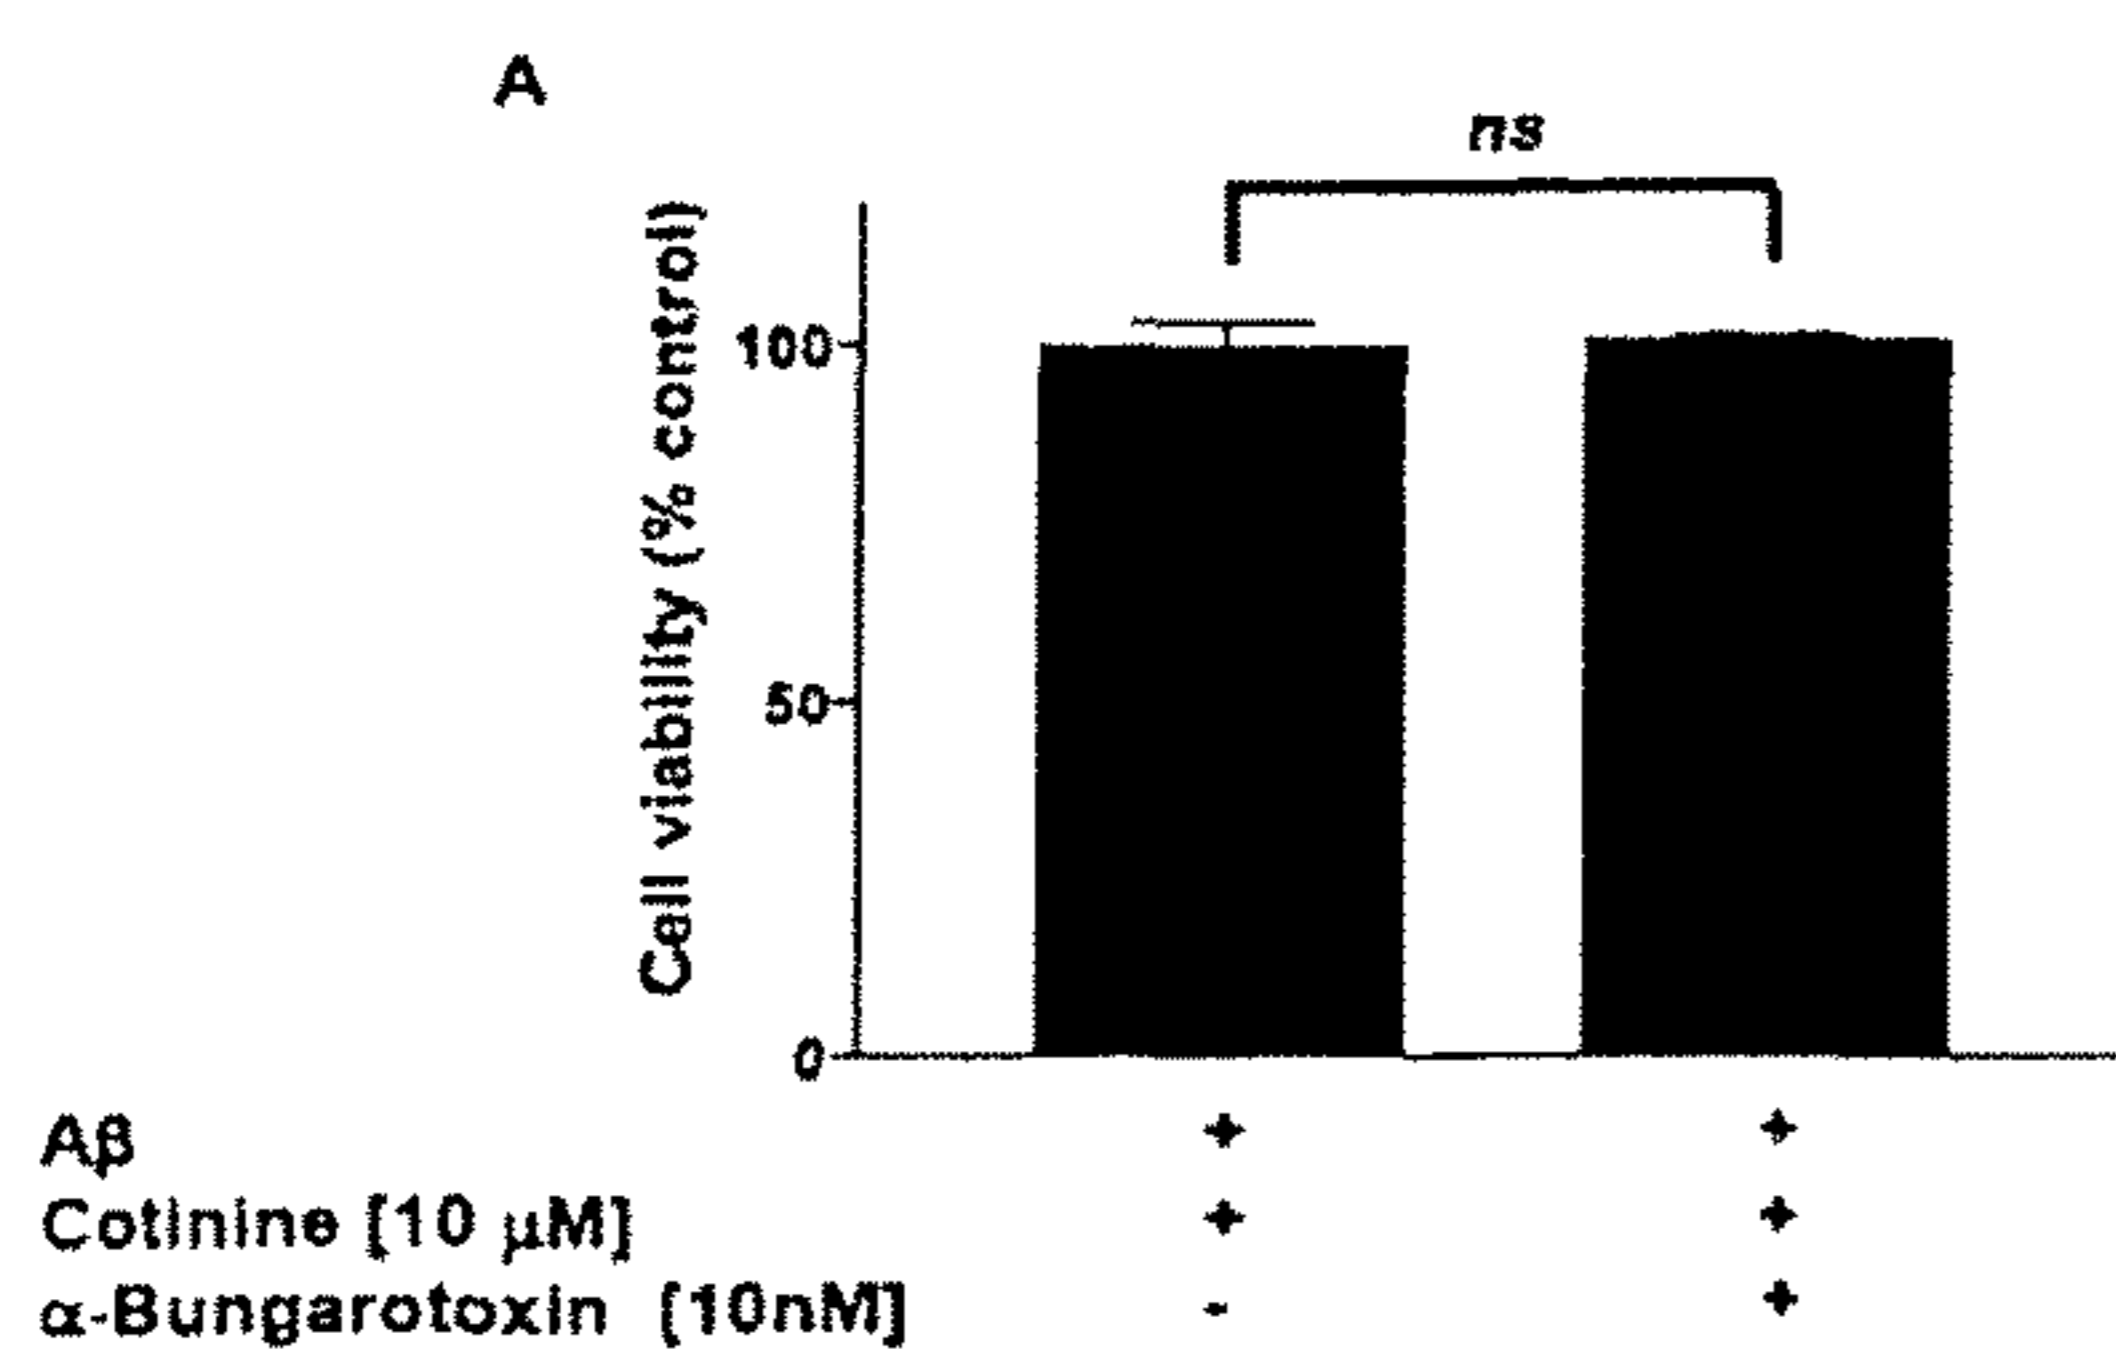 A
ns
Cell viability (% control)
100
50
0
Aβ + +
Cotinine [10 μM] + +
α-Bungarotoxin [10nM] - +